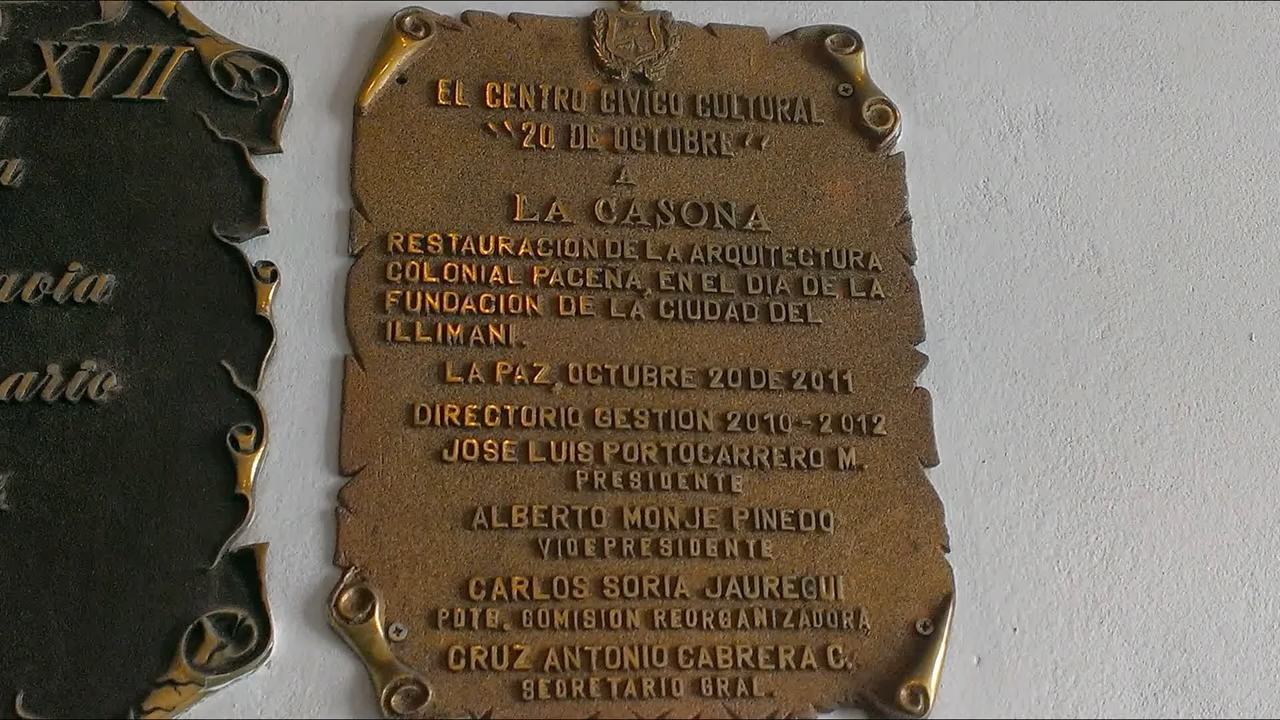 XVII
EL CENTRO CIVICO CULTURAL
"20 DE OCTUBRE"
A
LA CASONA
RESTAURACION DE LA ARQUITECTURA
COLONIAL PACEÑA, EN EL DIA DE LA
FUNDACION DE LA CIUDAD DEL
ILLIMANI.
LA PAZ, OCTUBRE 20 DE 2011
DIRECTORIO GESTION 2010-2012
JOSE LUIS PORTOCARRERO M.
PRESIDENTE
ALBERTO MONJE PINEDO
VICEPRESIDENTE
CARLOS SORIA JAUREGUI
PDTE. COMISION REORGANIZADORA
CRUZ ANTONIO CABRERA C.
SECRETARIO GRAL.